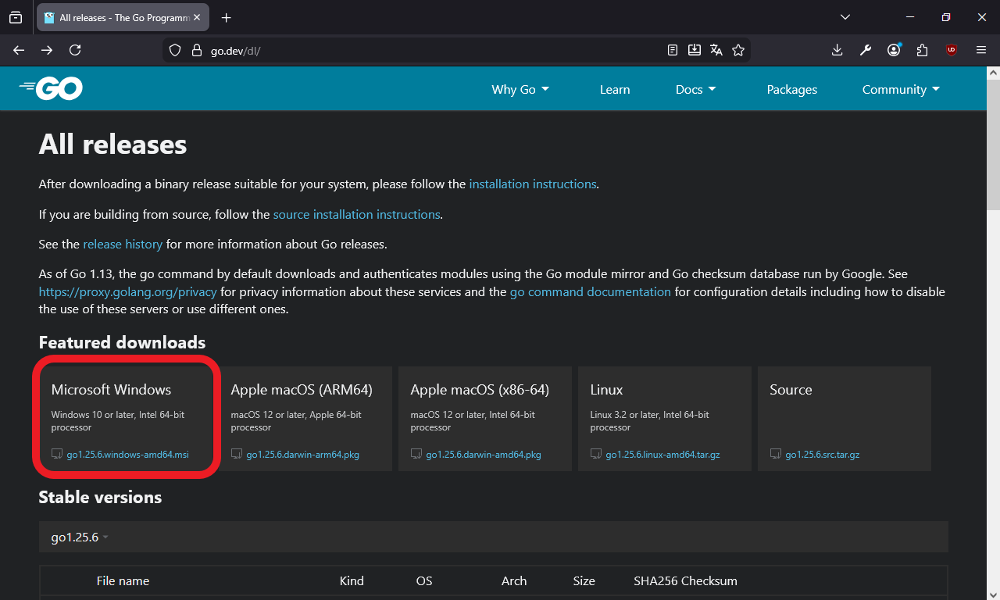 All releases - The Go Programm
go.dev/dl/
GO
Why Go
Learn
Docs
Packages
Community
All releases
After downloading a binary release suitable for your system, please follow the installation instructions.
If you are building from source, follow the source installation instructions.
See the release history for more information about Go releases.
As of Go 1.13, the go command by default downloads and authenticates modules using the Go module mirror and Go checksum database run by Google. See
https://proxy.golang.org/privacy for privacy information about these services and the go command documentation for configuration details including how to disable
the use of these servers or use different ones.
Featured downloads
Microsoft Windows
Windows 10 or later, Intel 64-bit
processor
go1.25.6.windows-amd64.msi
Apple macOS (ARM64)
macOS 12 or later, Apple 64-bit
processor
go1.25.6.darwin-arm64.pkg
Apple macOS (x86-64)
macOS 12 or later, Intel 64-bit
processor
go1.25.6.darwin-amd64.pkg
Linux
Linux 3.2 or later, Intel 64-bit
processor
go1.25.6.linux-amd64.tar.gz
Source
go1.25.6.src.tar.gz
Stable versions
go1.25.6
File name Kind OS Arch Size SHA256 Checksum